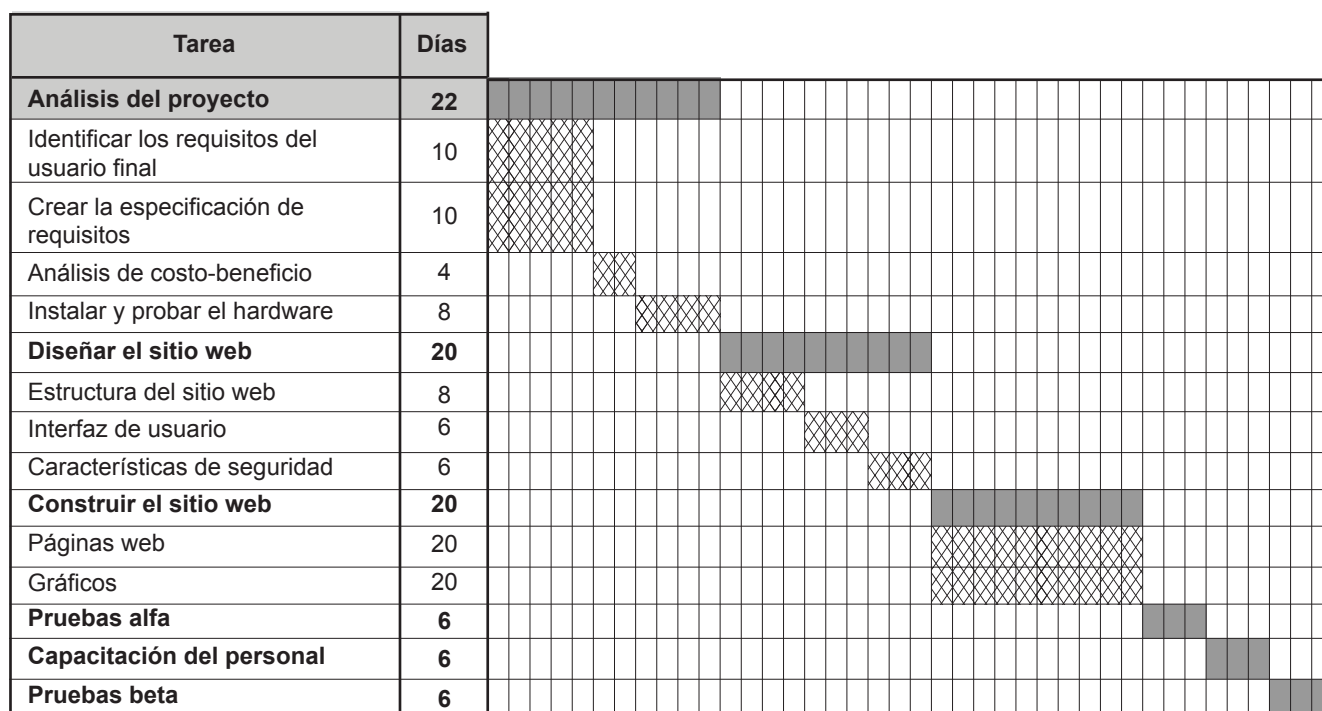 Tarea Días
Análisis del proyecto 22
Identificar los requisitos del
usuario final 10
Crear la especificación de
requisitos 10
Análisis de costo-beneficio 4
Instalar y probar el hardware 8
Diseñar el sitio web 20
Estructura del sitio web 8
Interfaz de usuario 6
Características de seguridad 6
Construir el sitio web 20
Páginas web 20
Gráficos 20
Pruebas alfa 6
Capacitación del personal 6
Pruebas beta 6